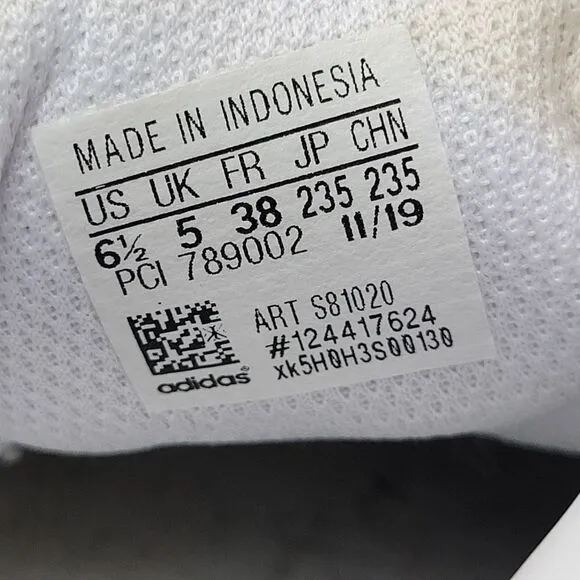 MADE IN INDONESIA
US UK FR JP CHN
6½ 5 38 235 235
PCI 789002 11/19
ART S81020
#124417624
xk5H0H3S00130
adidas